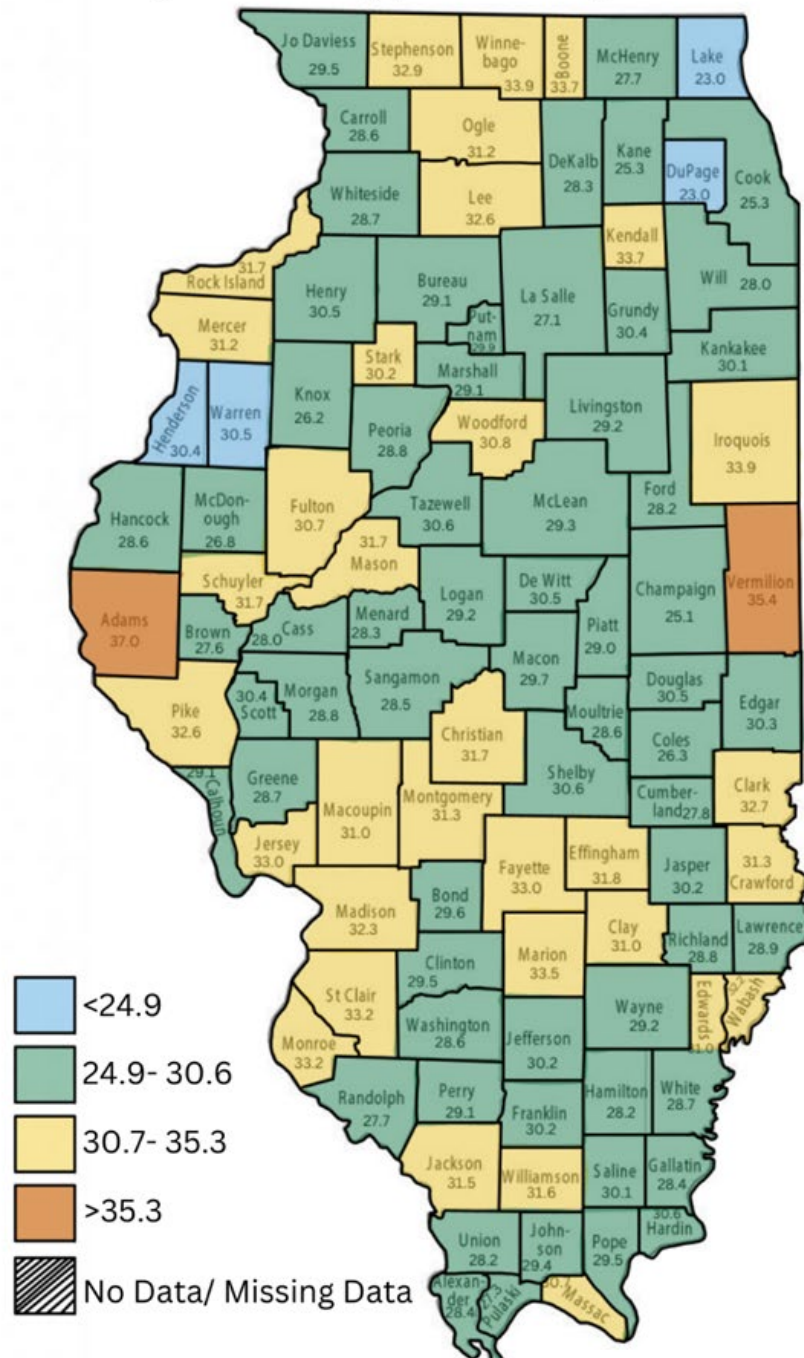 Jo Daviess
29.5
Stephenson
32.9
Winne-
bago
33.9
Boone
33.7
McHenry
27.7
Lake
23.0
Carroll
28.6
Ogle
31.2
DeKalb
28.3
Kane
25.3
DuPage
23.0
Cook
25.3
Whiteside
28.7
Lee
32.6
Kendall
33.7
31.7
Rock Island
Henry
30.5
Bureau
29.1
La Salle
27.1
Will 28.0
Grundy
30.4
Mercer
31.2
Put-
nam
29.9
Stark
30.2
Kankakee
30.1
Knox
26.2
Marshall
29.1
Henderson
30.4
Warren
30.5
Peoria
28.8
Woodford
30.8
Livingston
29.2
Iroquois
33.9
Hancock
28.6
McDon-
ough
26.8
Fulton
30.7
Tazewell
30.6
McLean
29.3
Ford
28.2
31.7
Mason
Schuyler
31.7
Logan
29.2
De Witt
30.5
Champaign
25.1
Vermilion
35.4
Adams
37.0
Brown
27.6
Cass
28.0
Menard
28.3
Piatt
29.0
Macon
29.7
Pike
32.6
30.4
Scott
Morgan
28.8
Sangamon
28.5
Christian
31.7
Moultrie
28.6
Douglas
30.5
Edgar
30.3
Coles
26.3
29.1
Calhoun
Greene
28.7
Macoupin
31.0
Montgomery
31.3
Shelby
30.6
Cumber-
land27.8
Clark
32.7
Jersey
33.0
Fayette
33.0
Effingham
31.8
Jasper
30.2
31.3
Crawford
Madison
32.3
Bond
29.6
Marion
33.5
Clay
31.0
Richland
28.8
Lawrence
28.9
Clinton
29.5
St Clair
33.2
Wayne
29.2
Edwards
31.0
32.2
Wabash
Monroe
33.2
Washington
28.6
Jefferson
30.2
Randolph
27.7
Perry
29.1
Hamilton
28.2
White
28.7
Franklin
30.2
Jackson
31.5
Williamson
31.6
Saline
30.1
Gallatin
28.4
Union
28.2
John-
son
29.4
Pope
29.5
30.6
Hardin
Alexan-
der
28.4
27.3
Pulaski
Massac
<24.9
24.9- 30.6
30.7- 35.3
>35.3
No Data/ Missing Data